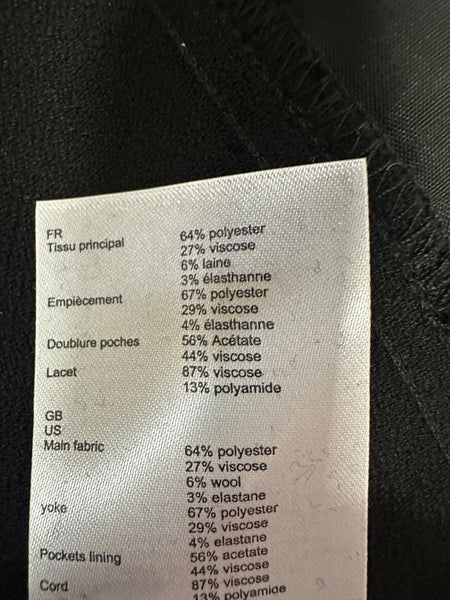 FR
Tissu principal 64% polyester
27% viscose
6% laine
3% élasthanne
Empiècement 67% polyester
29% viscose
4% élasthanne
Doublure poches 56% Acétate
44% viscose
Lacet 87% viscose
13% polyamide
GB
US
Main fabric 64% polyester
27% viscose
6% wool
3% elastane
yoke 67% polyester
29% viscose
4% elastane
Pockets lining 56% acetate
44% viscose
Cord 87% viscose
13% polyamide